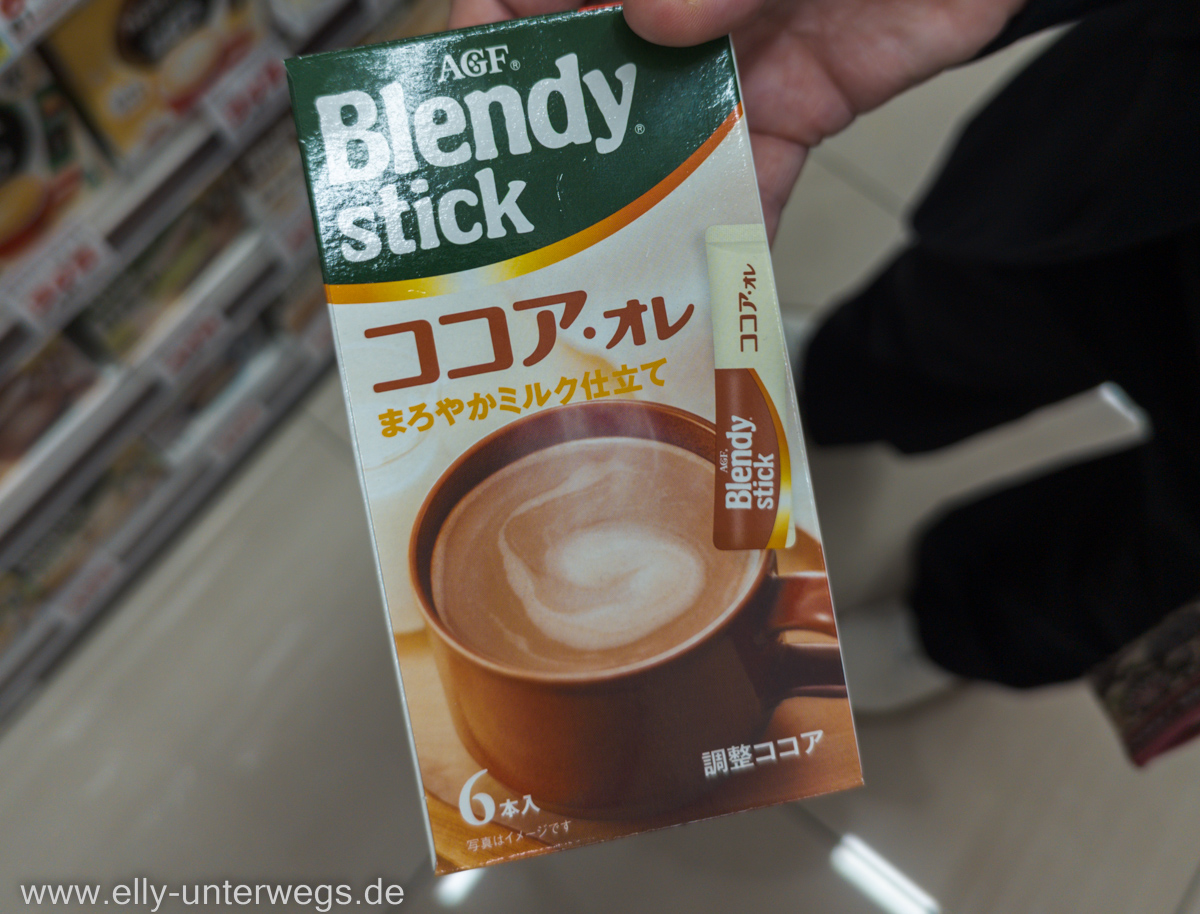 AGF®
Blendy®
stick
ココア・オレ
まろやかミルク仕立て
ココア・オレ
AGF
Blendy
stick
調整ココア
6本入
写真はイメージです
www.elly-unterwegs.de